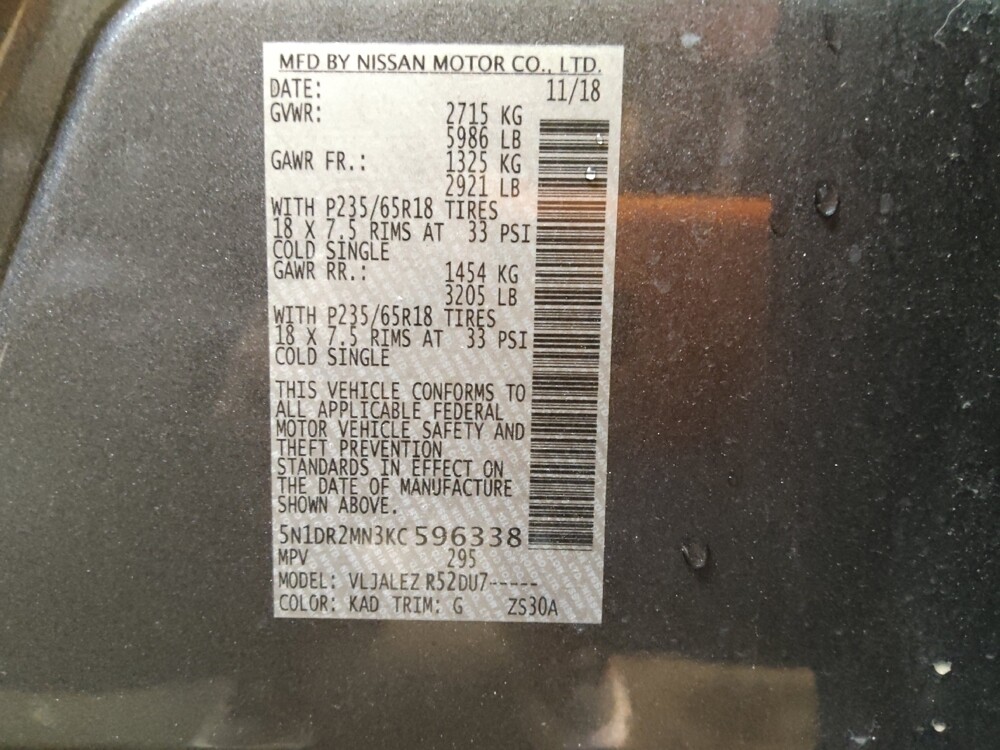 MFD BY NISSAN MOTOR CO., LTD.
DATE: 11/18
GVWR: 2715 KG
5986 LB
GAWR FR.: 1325 KG
2921 LB
WITH P235/65R18 TIRES
18 X 7.5 RIMS AT 33 PSI
COLD SINGLE
GAWR RR.: 1454 KG
3205 LB
WITH P235/65R18 TIRES
18 X 7.5 RIMS AT 33 PSI
COLD SINGLE
THIS VEHICLE CONFORMS TO
ALL APPLICABLE FEDERAL
MOTOR VEHICLE SAFETY AND
THEFT PREVENTION
STANDARDS IN EFFECT ON
THE DATE OF MANUFACTURE
SHOWN ABOVE.
5N1DR2MN3KC 596338
MPV 295
MODEL: VLJALEZ R52DU7-----
COLOR: KAD TRIM: G ZS30A